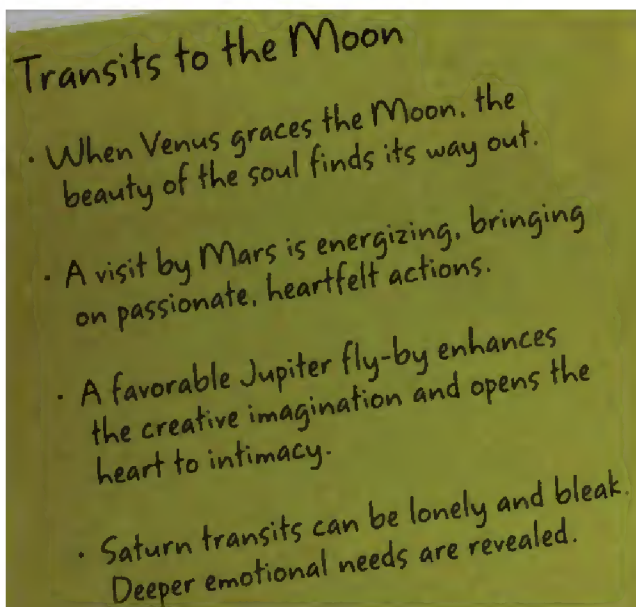 Transits to the Moon
· When Venus graces the Moon, the
beauty of the soul finds its way out.
· A visit by Mars is energizing, bringing
on passionate, heartfelt actions.
· A favorable Jupiter fly-by enhances
the creative imagination and opens the
heart to intimacy.
· Saturn transits can be lonely and bleak.
Deeper emotional needs are revealed.